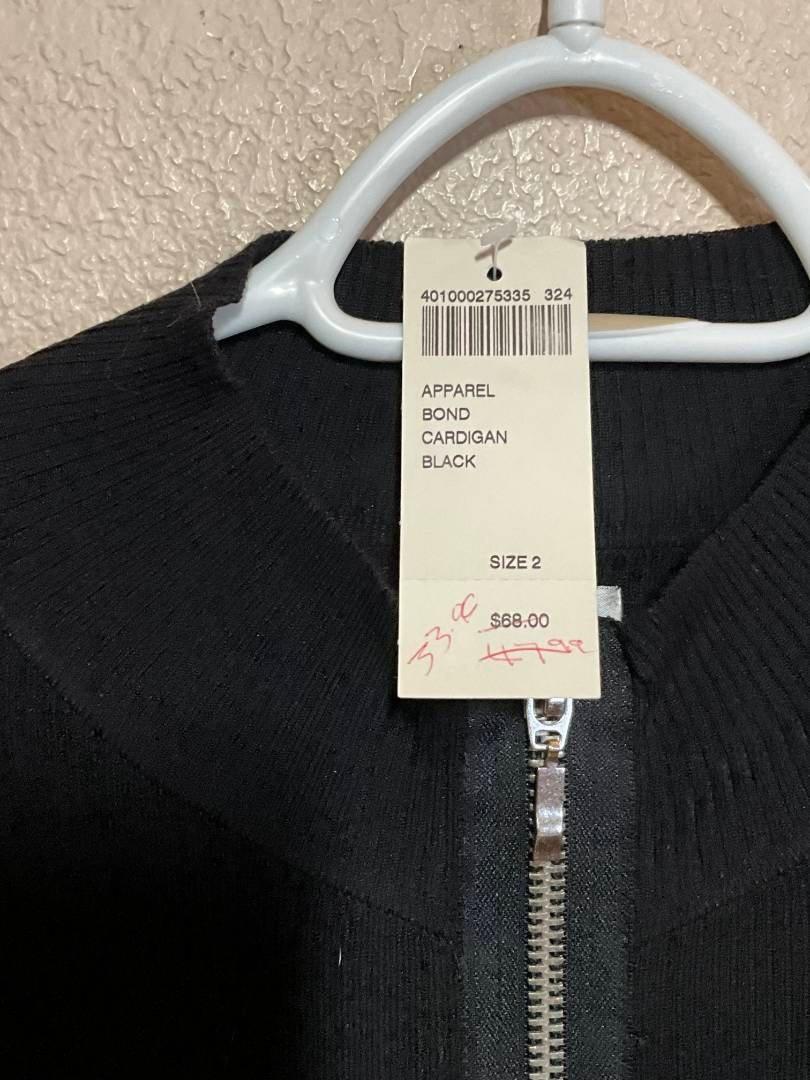 401000275335 324
APPAREL
BOND
CARDIGAN
BLACK
SIZE 2
$68.00
47.99